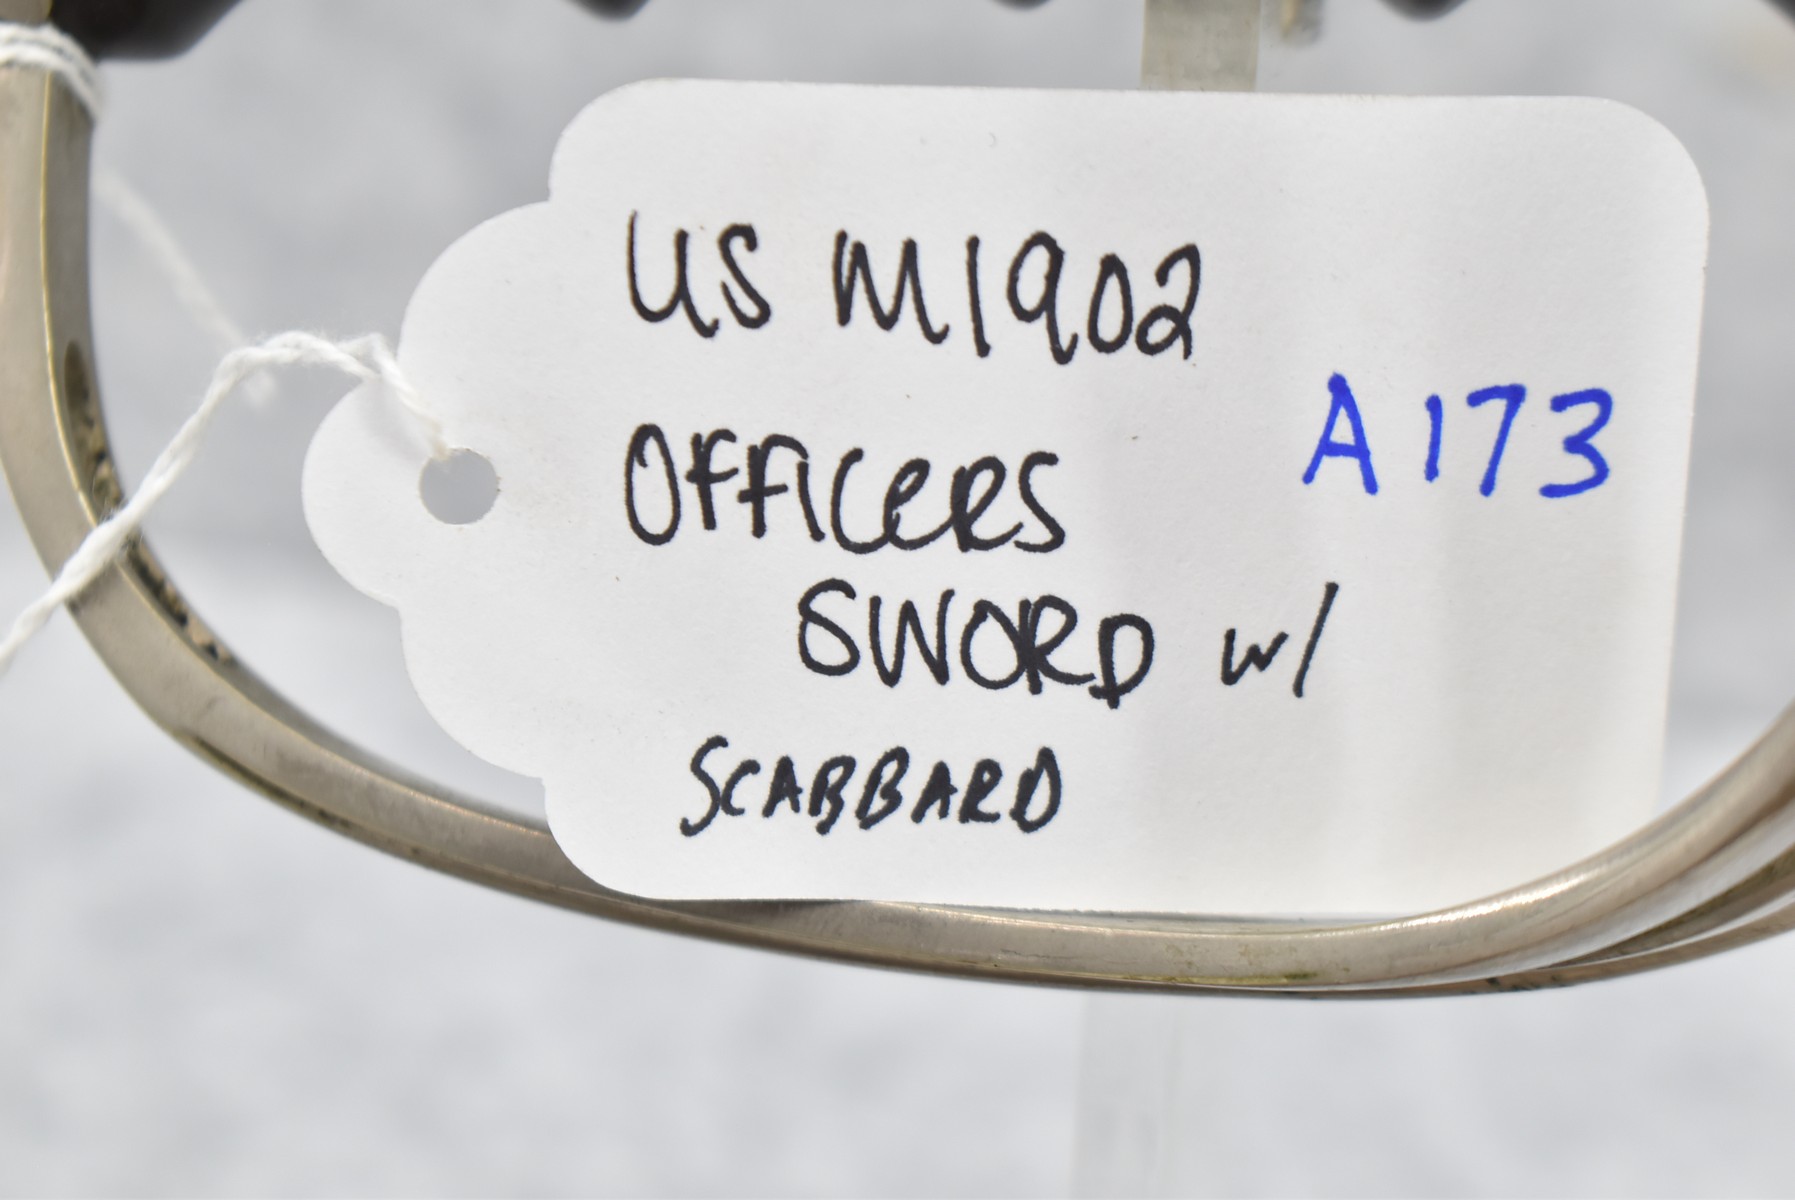 US M1902
OFFICERS
A173
SWORD w/
SCABBARD